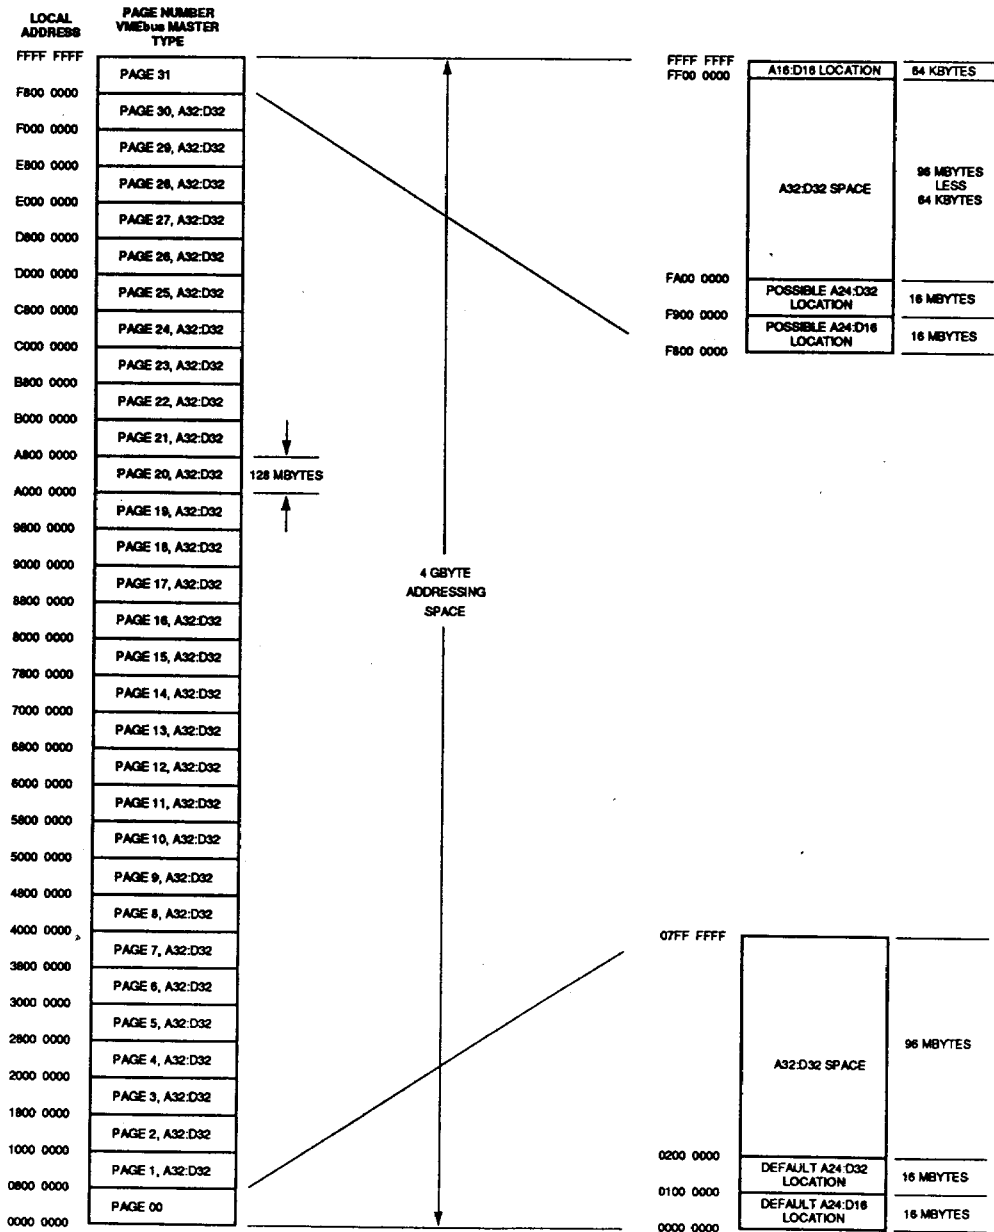 LOCAL
ADDRESS
PAGE NUMBER
VMEbus MASTER
TYPE
FFFF FFFF
PAGE 31
F800 0000
PAGE 30, A32:D32
F000 0000
PAGE 29, A32:D32
E800 0000
PAGE 28, A32:D32
E000 0000
PAGE 27, A32:D32
D800 0000
PAGE 26, A32:D32
D000 0000
PAGE 25, A32:D32
C800 0000
PAGE 24, A32:D32
C000 0000
PAGE 23, A32:D32
B800 0000
PAGE 22, A32:D32
B000 0000
PAGE 21, A32:D32
A800 0000
PAGE 20, A32:D32
128 MBYTES
A000 0000
PAGE 19, A32:D32
9800 0000
PAGE 18, A32:D32
9000 0000
PAGE 17, A32:D32
8800 0000
PAGE 16, A32:D32
8000 0000
PAGE 15, A32:D32
7800 0000
PAGE 14, A32:D32
7000 0000
PAGE 13, A32:D32
6800 0000
PAGE 12, A32:D32
6000 0000
PAGE 11, A32:D32
5800 0000
PAGE 10, A32:D32
5000 0000
PAGE 9, A32:D32
4800 0000
PAGE 8, A32:D32
4000 0000
PAGE 7, A32:D32
3800 0000
PAGE 6, A32:D32
3000 0000
PAGE 5, A32:D32
2800 0000
PAGE 4, A32:D32
2000 0000
PAGE 3, A32:D32
1800 0000
PAGE 2, A32:D32
1000 0000
PAGE 1, A32:D32
0800 0000
PAGE 00
0000 0000
4 GBYTE
ADDRESSING
SPACE
FFFF FFFF
FF00 0000
A16:D16 LOCATION
64 KBYTES
A32:D32 SPACE
96 MBYTES
LESS
64 KBYTES
FA00 0000
POSSIBLE A24:D32
LOCATION
16 MBYTES
F900 0000
POSSIBLE A24:D16
LOCATION
16 MBYTES
F800 0000
07FF FFFF
A32:D32 SPACE
96 MBYTES
0200 0000
DEFAULT A24:D32
LOCATION
16 MBYTES
0100 0000
DEFAULT A24:D16
LOCATION
16 MBYTES
0000 0000